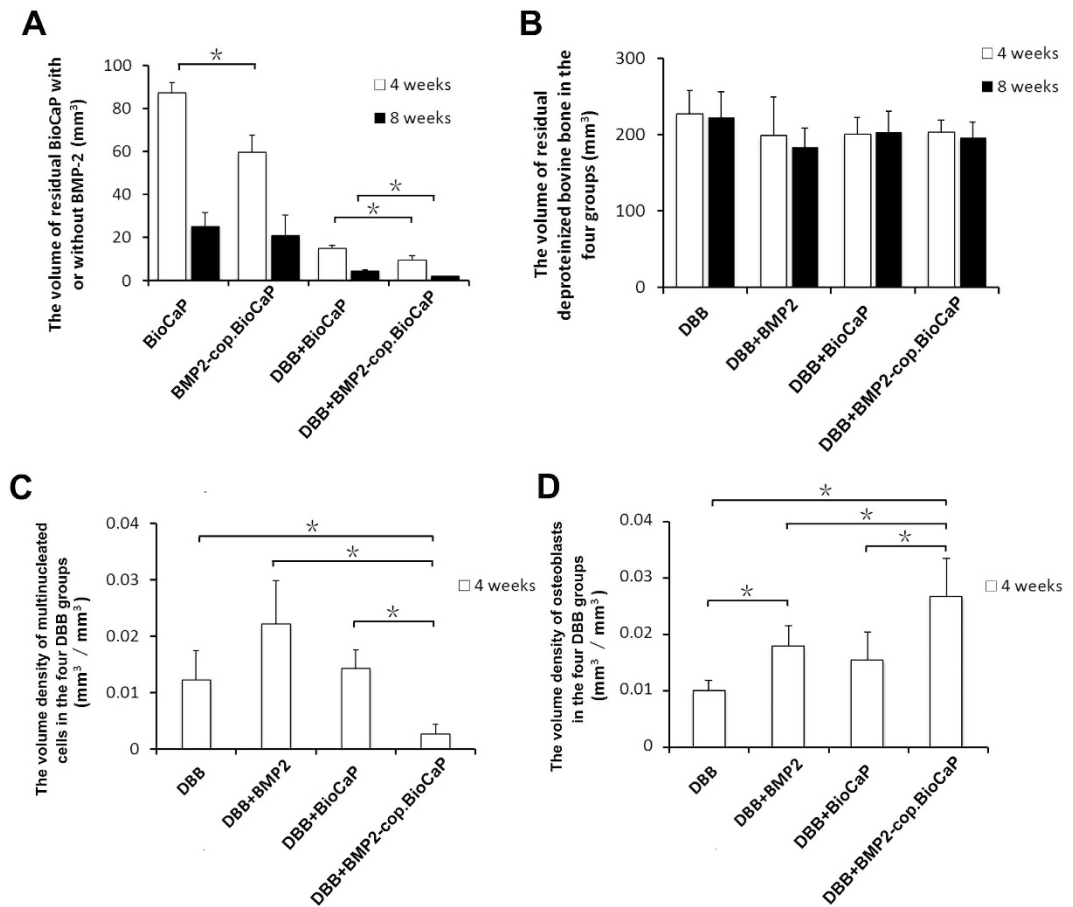 A
The volume of residual BioCaP with
or without BMP-2 (mm³)
100
80
60
40
20
0
*
*
*
4 weeks
8 weeks
BioCaP
BMP2-cop.BioCaP
DBB+BioCaP
DBB+BMP2-cop.BioCaP
B
The volume of residual
deproteinized bovine bone in the
four groups (mm³)
300
200
100
0
4 weeks
8 weeks
DBB
DBB+BMP2
DBB+BioCaP
DBB+BMP2-cop.BioCaP
C
The volume density of multinucleated
cells in the four DBB groups
(mm³ / mm³)
0.04
0.03
0.02
0.01
0
*
*
*
4 weeks
DBB
DBB+BMP2
DBB+BioCaP
DBB+BMP2-cop.BioCaP
D
The volume density of osteoblasts
in the four DBB groups
(mm³ / mm³)
0.04
0.03
0.02
0.01
0
*
*
*
*
4 weeks
DBB
DBB+BMP2
DBB+BioCaP
DBB+BMP2-cop.BioCaP